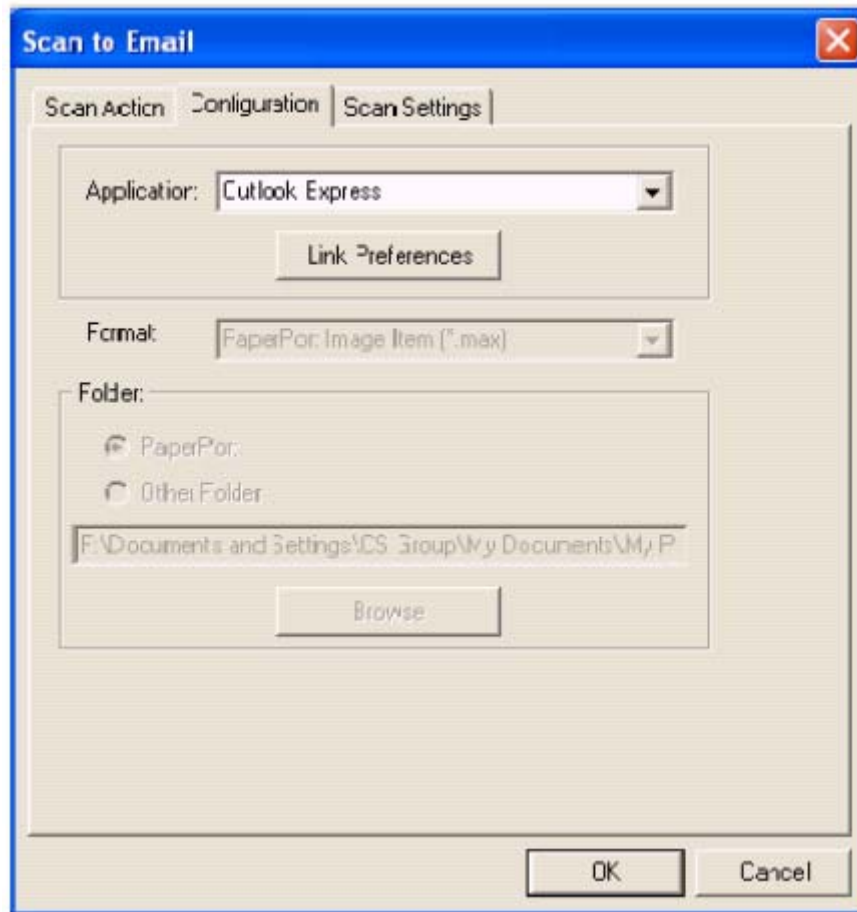 Scan to Email
Scan Action Configuration Scan Settings
Application: Outlook Express
Link Preferences
Format: PaperPort Image Item (*.max)
Folder:
PaperPort
Other Folder
F:\Documents and Settings\CS Group\My Documents\My P
Browse
OK Cancel